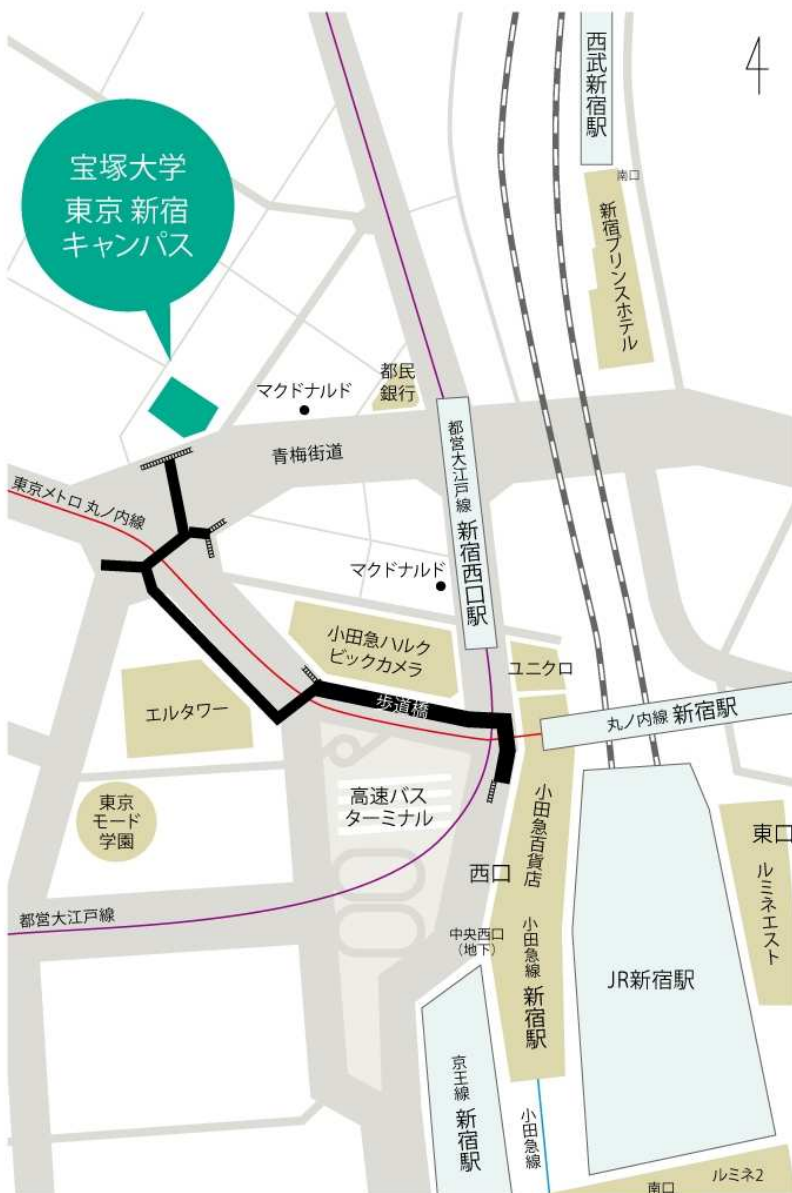 西武新宿駅
南口
新宿プリンスホテル
宝塚大学
東京 新宿
キャンパス
都民
銀行
マクドナルド
青梅街道
都営大江戸線 新宿西口駅
東京メトロ 丸ノ内線
マクドナルド
小田急ハルク
ビックカメラ
ユニクロ
エルタワー
歩道橋
丸ノ内線 新宿駅
東京
モード
学園
高速バス
ターミナル
小田急百貨店
西口
東口
ルミネエスト
都営大江戸線
中央西口
(地下)
小田急線 新宿駅
JR新宿駅
京王線 新宿駅
小田急線
ルミネ2
南口